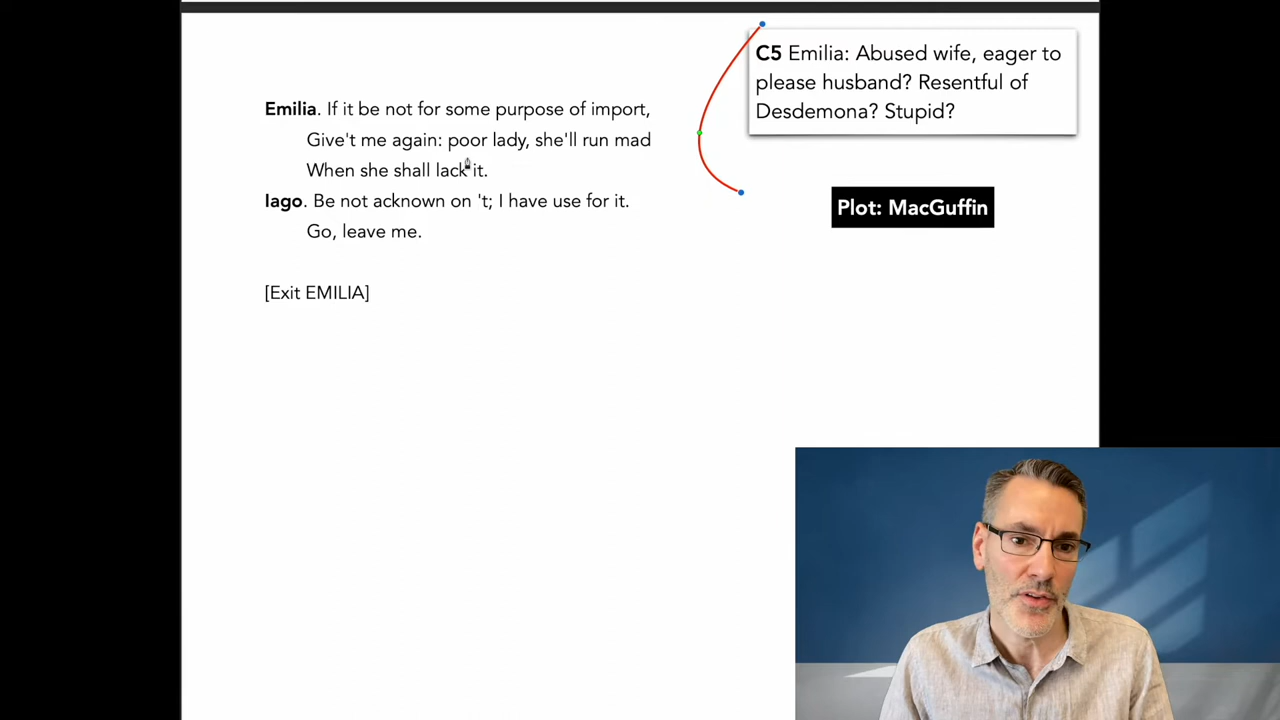 Emilia. If it be not for some purpose of import,
Give't me again: poor lady, she'll run mad
When she shall lack it.
Iago. Be not acknown on 't; I have use for it.
Go, leave me.
[Exit EMILIA]
C5 Emilia: Abused wife, eager to
please husband? Resentful of
Desdemona? Stupid?
Plot: MacGuffin